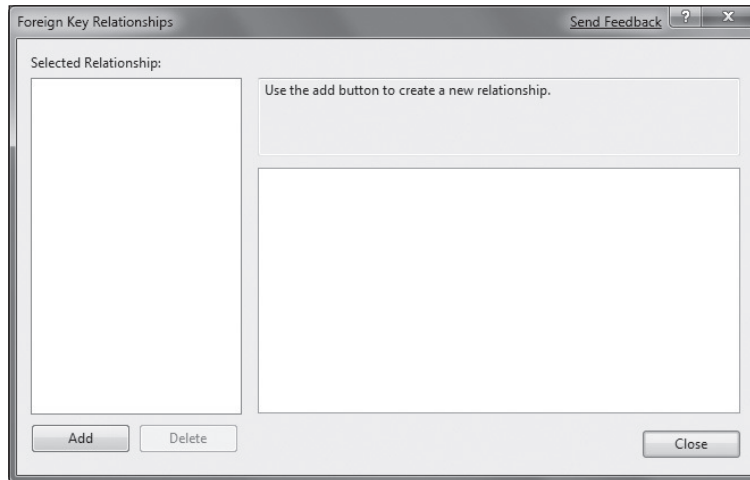 Foreign Key Relationships
Send Feedback
?
X
Selected Relationship:
Use the add button to create a new relationship.
Add
Delete
Close